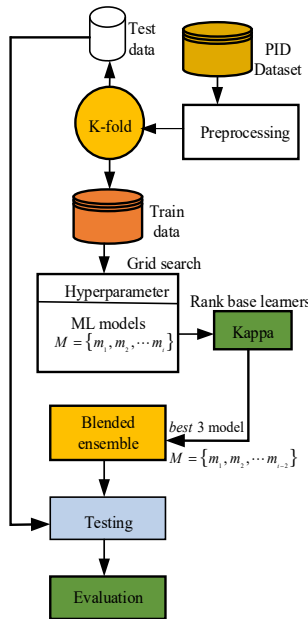 Test
data
PID
Dataset
K-fold
Preprocessing
Train
data
Grid search
Hyperparameter
Rank base learners
ML models
M = {m₁, m₂, ⋯ mᵢ}
Kappa
Blended
ensemble
best 3 model
M = {m₁, m₂, ⋯ mᵢ₋₂}
Testing
Evaluation